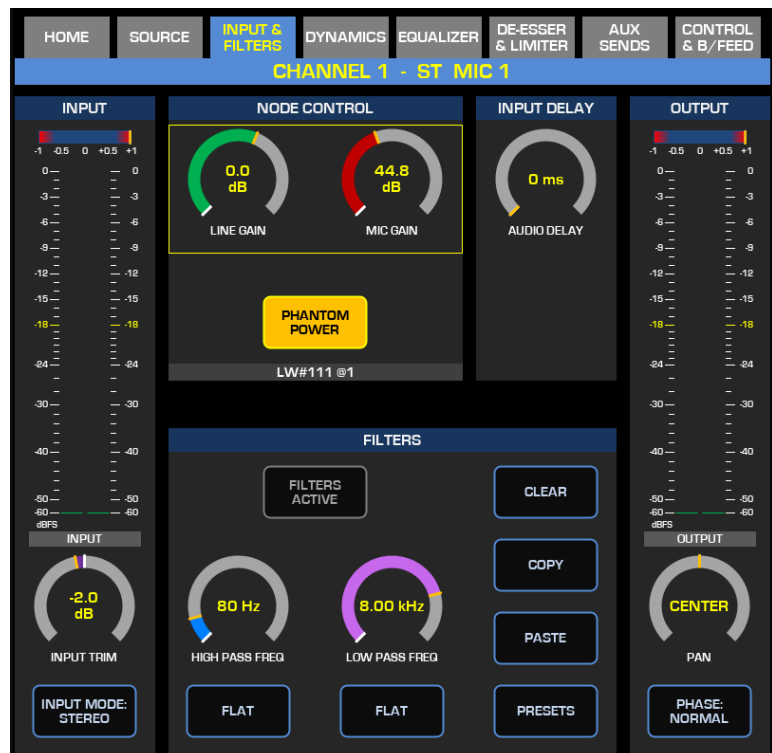 HOME
SOURCE
INPUT &
FILTERS
DYNAMICS
EQUALIZER
DE-ESSER
& LIMITER
AUX
SENDS
CONTROL
& B/FEED
CHANNEL 1 - ST MIC 1
INPUT
-1 -0.5 0 +0.5 +1
0 0
-3 -3
-6 -6
-9 -9
-12 -12
-15 -15
-18 -18
-24 -24
-30 -30
-40 -40
-50 -50
-60 -60
dBFS
INPUT
-2.0
dB
INPUT TRIM
INPUT MODE:
STEREO
NODE CONTROL
0.0
dB
LINE GAIN
44.8
dB
MIC GAIN
PHANTOM
POWER
LW#111 @1
INPUT DELAY
0 ms
AUDIO DELAY
FILTERS
FILTERS
ACTIVE
80 Hz
HIGH PASS FREQ
8.00 kHz
LOW PASS FREQ
FLAT
FLAT
CLEAR
COPY
PASTE
PRESETS
OUTPUT
-1 -0.5 0 +0.5 +1
0 0
-3 -3
-6 -6
-9 -9
-12 -12
-15 -15
-18 -18
-24 -24
-30 -30
-40 -40
-50 -50
-60 -60
dBFS
OUTPUT
CENTER
PAN
PHASE:
NORMAL